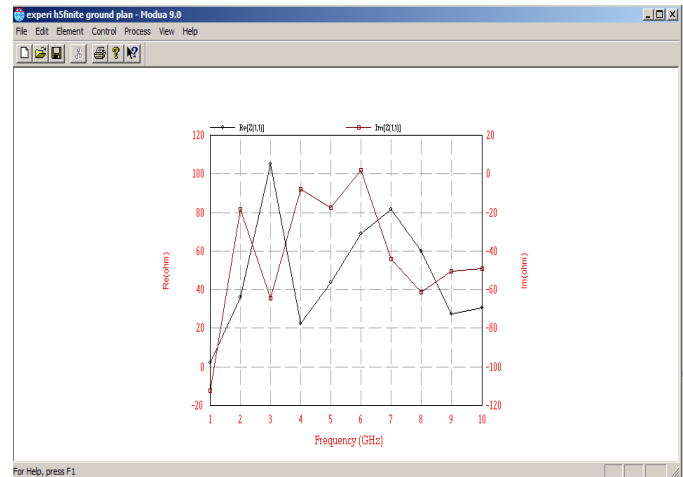 experi h5finite ground plan - Modua 9.0
File Edit Element Control Process View Help
Re[Z(1,1)] Im[Z(1,1)]
120 20
100 0
80 -20
60 -40
40 -60
20 -80
0 -100
-20 -120
Re(ohm)
Im(ohm)
1 2 3 4 5 6 7 8 9 10
Frequency (GHz)
For Help, press F1